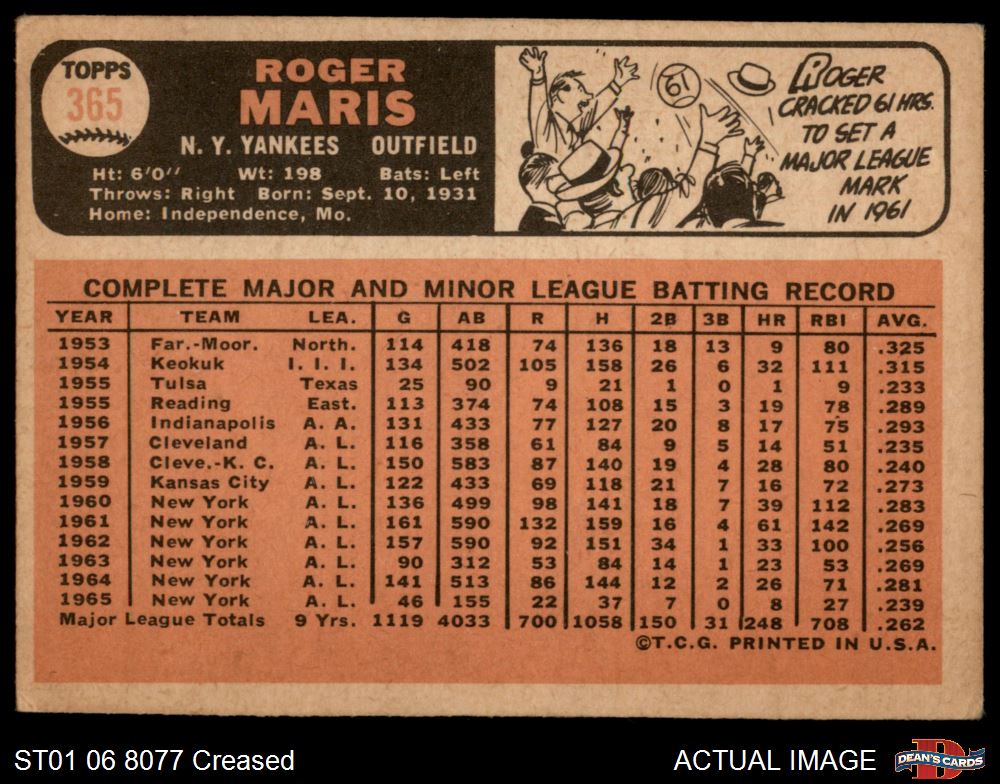 TOPPS
365
ROGER
MARIS
N. Y. YANKEES OUTFIELD
Ht: 6'0'' Wt: 198 Bats: Left
Throws: Right Born: Sept. 10, 1931
Home: Independence, Mo.
61
ROGER
CRACKED 61 HRS.
TO SET A
MAJOR LEAGUE
MARK
IN 1961
COMPLETE MAJOR AND MINOR LEAGUE BATTING RECORD
YEAR TEAM LEA. G AB R H 2B 3B HR RBI AVG.
1953 Far.-Moor. North. 114 418 74 136 18 13 9 80 .325
1954 Keokuk I. I. I. 134 502 105 158 26 6 32 111 .315
1955 Tulsa Texas 25 90 9 21 1 0 1 9 .233
1955 Reading East. 113 374 74 108 15 3 19 78 .289
1956 Indianapolis A. A. 131 433 77 127 20 8 17 75 .293
1957 Cleveland A. L. 116 358 61 84 9 5 14 51 .235
1958 Cleve.-K. C. A. L. 150 583 87 140 19 4 28 80 .240
1959 Kansas City A. L. 122 433 69 118 21 7 16 72 .273
1960 New York A. L. 136 499 98 141 18 7 39 112 .283
1961 New York A. L. 161 590 132 159 16 4 61 142 .269
1962 New York A. L. 157 590 92 151 34 1 33 100 .256
1963 New York A. L. 90 312 53 84 14 1 23 53 .269
1964 New York A. L. 141 513 86 144 12 2 26 71 .281
1965 New York A. L. 46 155 22 37 7 0 8 27 .239
Major League Totals 9 Yrs. 1119 4033 700 1058 150 31 248 708 .262
©T.C.G. PRINTED IN U.S.A.
ST01 06 8077 Creased
ACTUAL IMAGE
D
DEAN'S CARDS